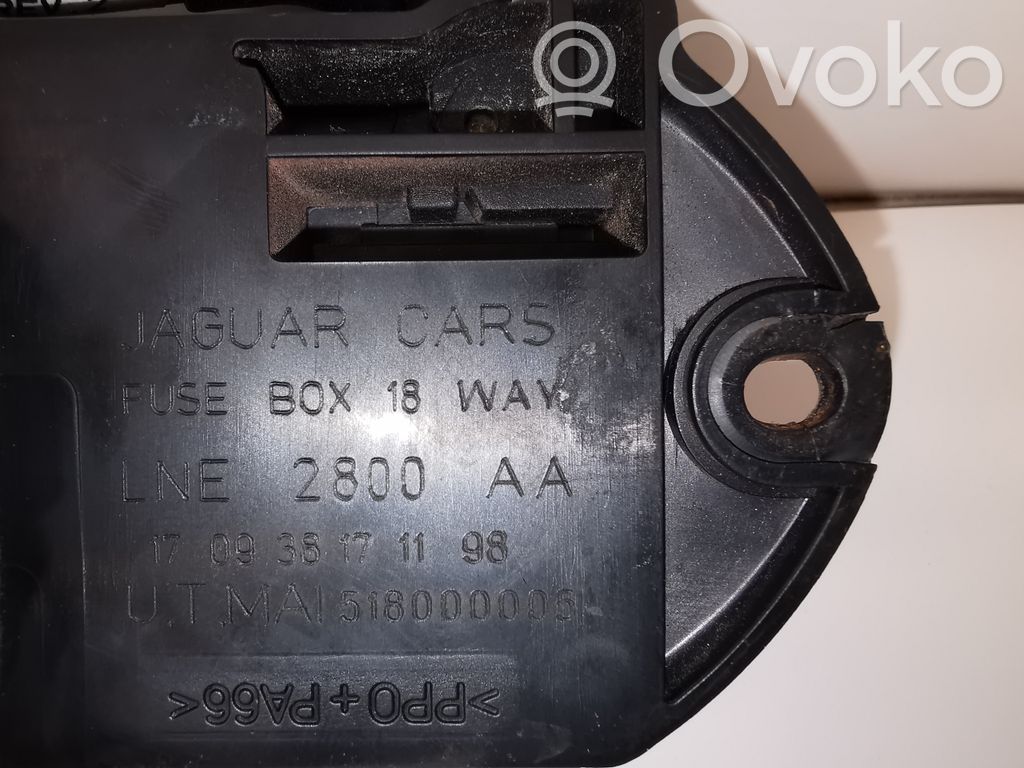 Ovoko
JAGUAR CARS
FUSE BOX 18 WAY
LNE 2800 AA
17 09 36 17 11 98
U.T.MAI 518000005
>PPO+PA66<